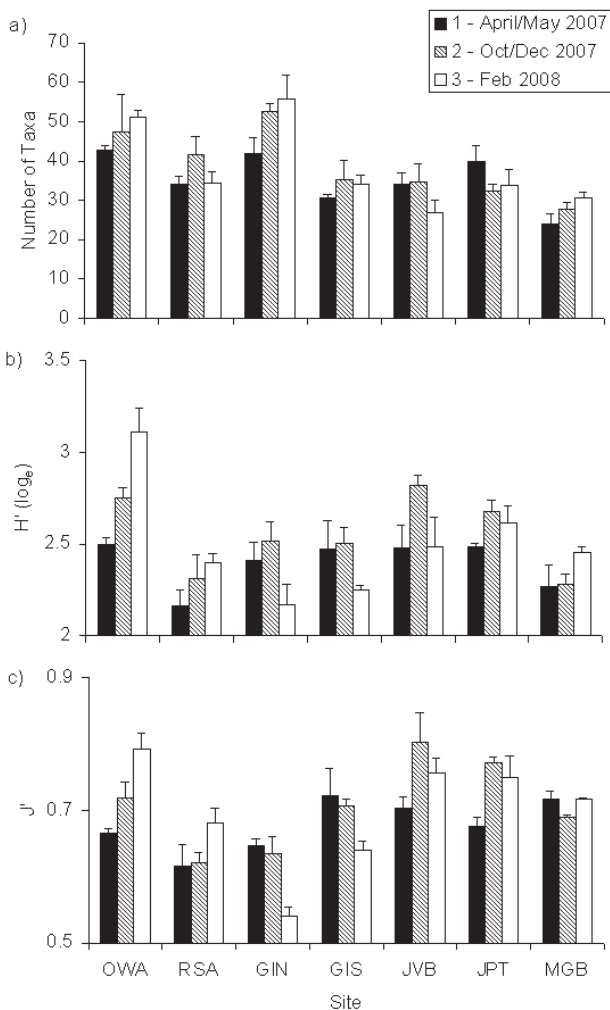 1 - April/May 2007
2 - Oct/Dec 2007
3 - Feb 2008
a)
70
60
50
40
30
20
10
0
Number of Taxa
b)
3.5
3
2.5
2
H' (logₑ)
c)
0.9
0.7
0.5
J'
OWA RSA GIN GIS JVB JPT MGB
Site